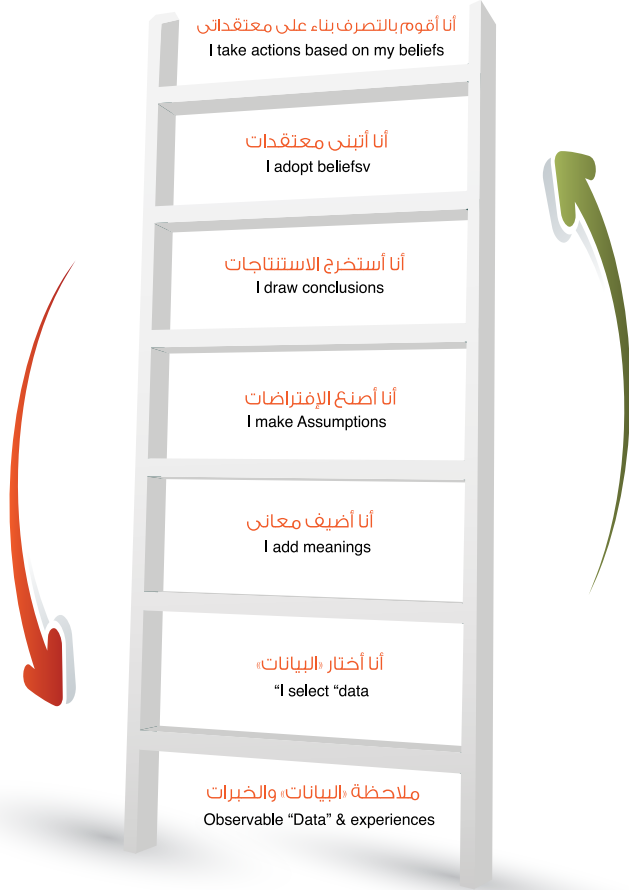 أنا أقوم بالتصرف بناء على معتقداتى
I take actions based on my beliefs
أنا أتبنى معتقدات
I adopt beliefsv
أنا أستخرج الاستنتاجات
I draw conclusions
أنا أصنع الإفتراضات
I make Assumptions
أنا أضيف معانى
I add meanings
أنا أختار «البيانات»
“I select “data
ملاحظة «البيانات» والخبرات
Observable “Data” & experiences